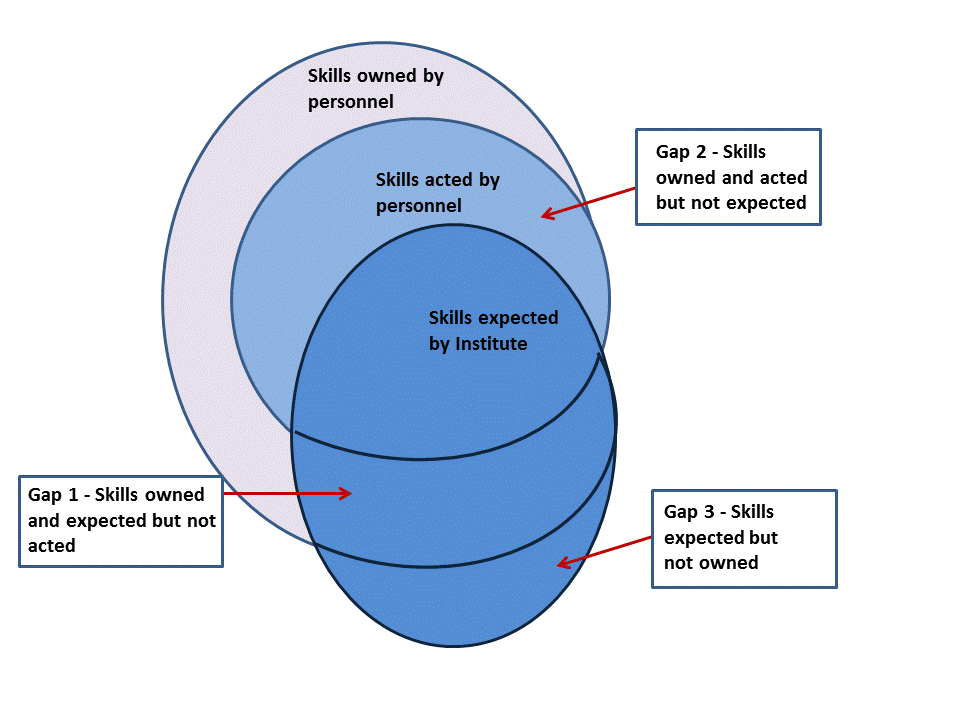 Skills owned by
personnel
Skills acted by
personnel
Gap 2 - Skills
owned and acted
but not expected
Skills expected
by Institute
Gap 1 - Skills owned
and expected but not
acted
Gap 3 - Skills
expected but
not owned